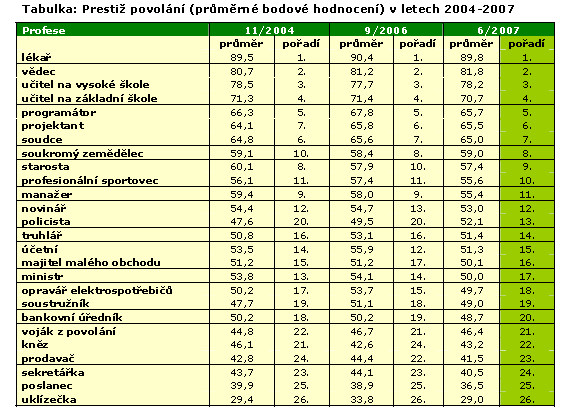 Tabulka: Prestiž povolání (průměrné bodové hodnocení) v letech 2004-2007
Profese 11/2004 9/2006 6/2007
průměr pořadí průměr pořadí průměr pořadí
lékař 89,5 1. 90,4 1. 89,8 1.
vědec 80,7 2. 81,2 2. 81,8 2.
učitel na vysoké škole 78,5 3. 77,7 3. 78,2 3.
učitel na základní škole 71,3 4. 71,4 4. 70,7 4.
programátor 66,3 5. 67,8 5. 65,7 5.
projektant 64,1 7. 65,8 6. 65,5 6.
soudce 64,8 6. 65,6 7. 65,0 7.
soukromý zemědělec 59,1 10. 58,4 8. 59,0 8.
starosta 60,1 8. 57,9 10. 57,4 9.
profesionální sportovec 56,1 11. 57,4 11. 55,6 10.
manažer 59,4 9. 58,0 9. 55,4 11.
novinář 54,4 12. 54,7 13. 53,0 12.
policista 47,6 20. 49,5 20. 52,1 13.
truhlář 50,8 16. 53,1 16. 51,4 14.
účetní 53,5 14. 55,9 12. 51,3 15.
majitel malého obchodu 51,2 15. 51,2 17. 50,1 16.
ministr 53,8 13. 54,1 14. 50,0 17.
opravář elektrospotřebičů 50,2 17. 53,7 15. 49,7 18.
soustružník 47,7 19. 51,1 18. 49,0 19.
bankovní úředník 50,2 18. 50,2 19. 48,7 20.
voják z povolání 44,8 22. 46,7 21. 46,4 21.
kněz 46,1 21. 42,6 24. 43,2 22.
prodavač 42,8 24. 44,4 22. 41,5 23.
sekretářka 43,7 23. 44,1 23. 40,5 24.
poslanec 39,9 25. 38,9 25. 36,5 25.
uklízečka 29,4 26. 33,8 26. 29,0 26.